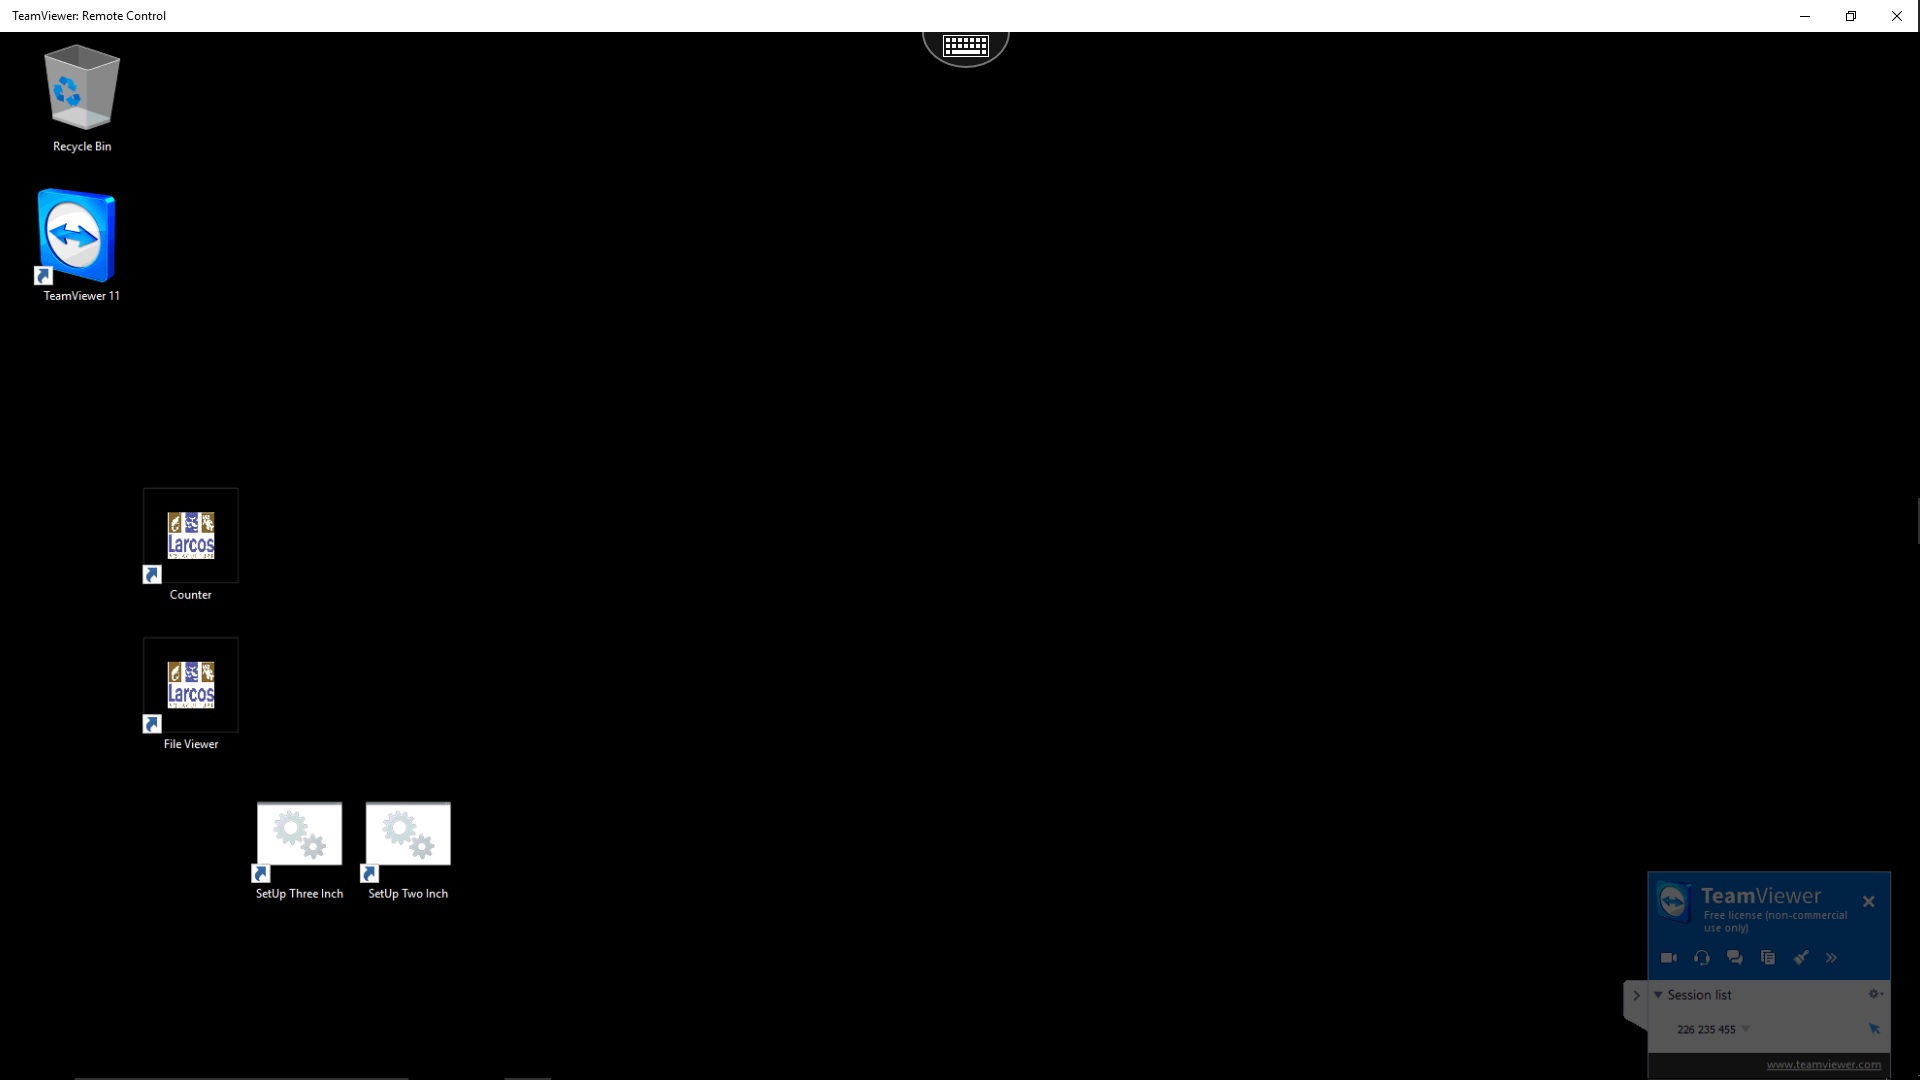 TeamViewer: Remote Control
Recycle Bin
TeamViewer 11
Larcos
Counter
Larcos
File Viewer
SetUp Three Inch
SetUp Two Inch
TeamViewer
Free license (non-commercial
use only)
Session list
226 235 455
www.teamviewer.com